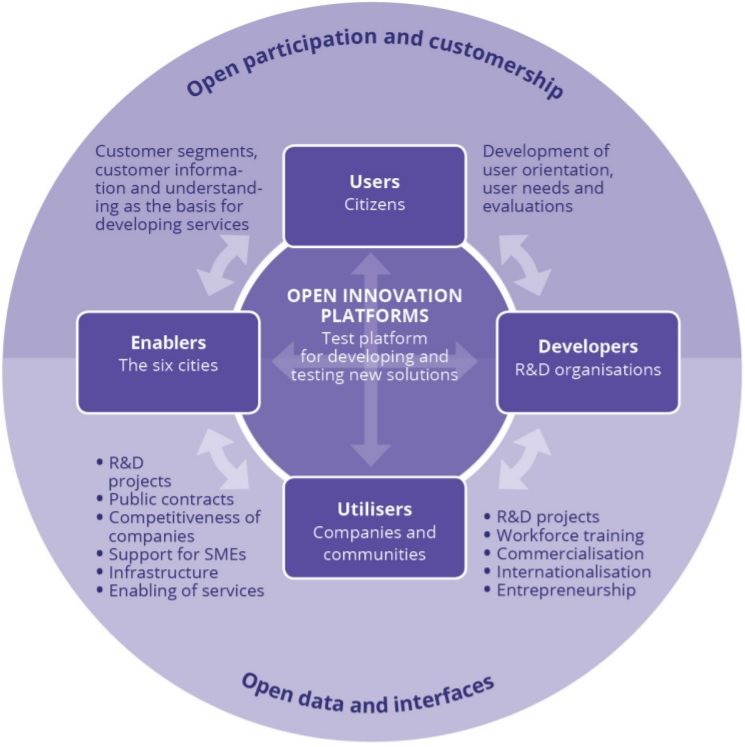 Open participation and customership
Customer segments,
customer informa-
tion and understand-
ing as the basis for
developing services
Users
Citizens
Development of
user orientation,
user needs and
evaluations
Enablers
The six cities
OPEN INNOVATION
PLATFORMS
Test platform
for developing and
testing new solutions
Developers
R&D organisations
• R&D
projects
• Public contracts
• Competitiveness of
companies
• Support for SMEs
• Infrastructure
• Enabling of services
Utilisers
Companies and
communities
• R&D projects
• Workforce training
• Commercialisation
• Internationalisation
• Entrepreneurship
Open data and interfaces